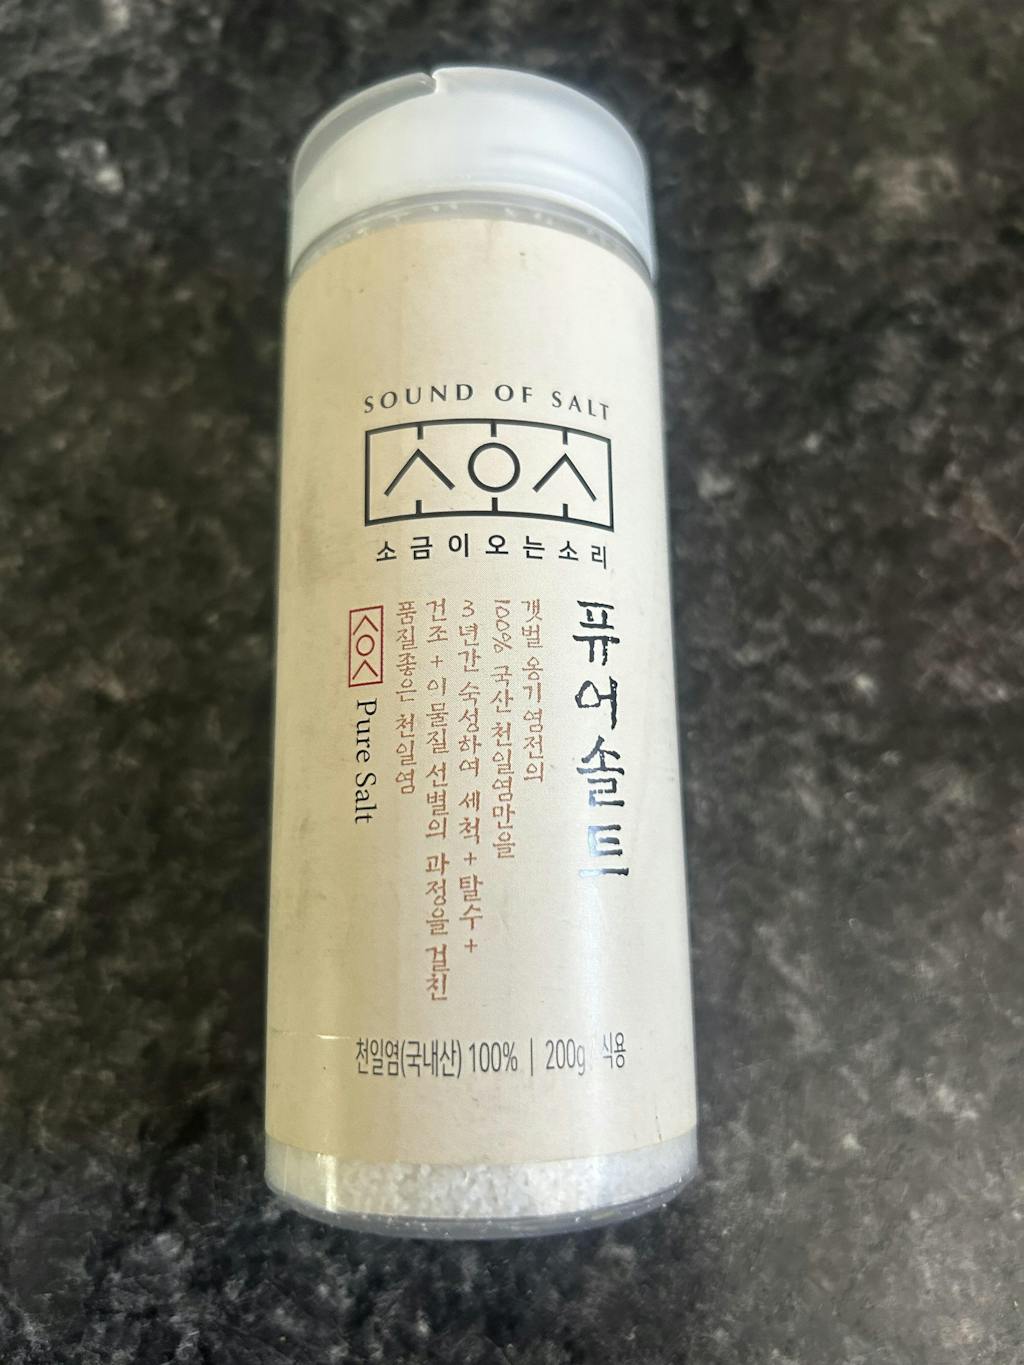 SOUND OF SALT
소금이오는소리
퓨어솔트
갯벌 옹기염전의
100% 국산 천일염만을
3년간 숙성하여 세척 + 탈수 +
건조 + 이물질 선별의 과정을 걸친
품질좋은 천일염
Pure Salt
천일염(국내산) 100% | 200g 식용